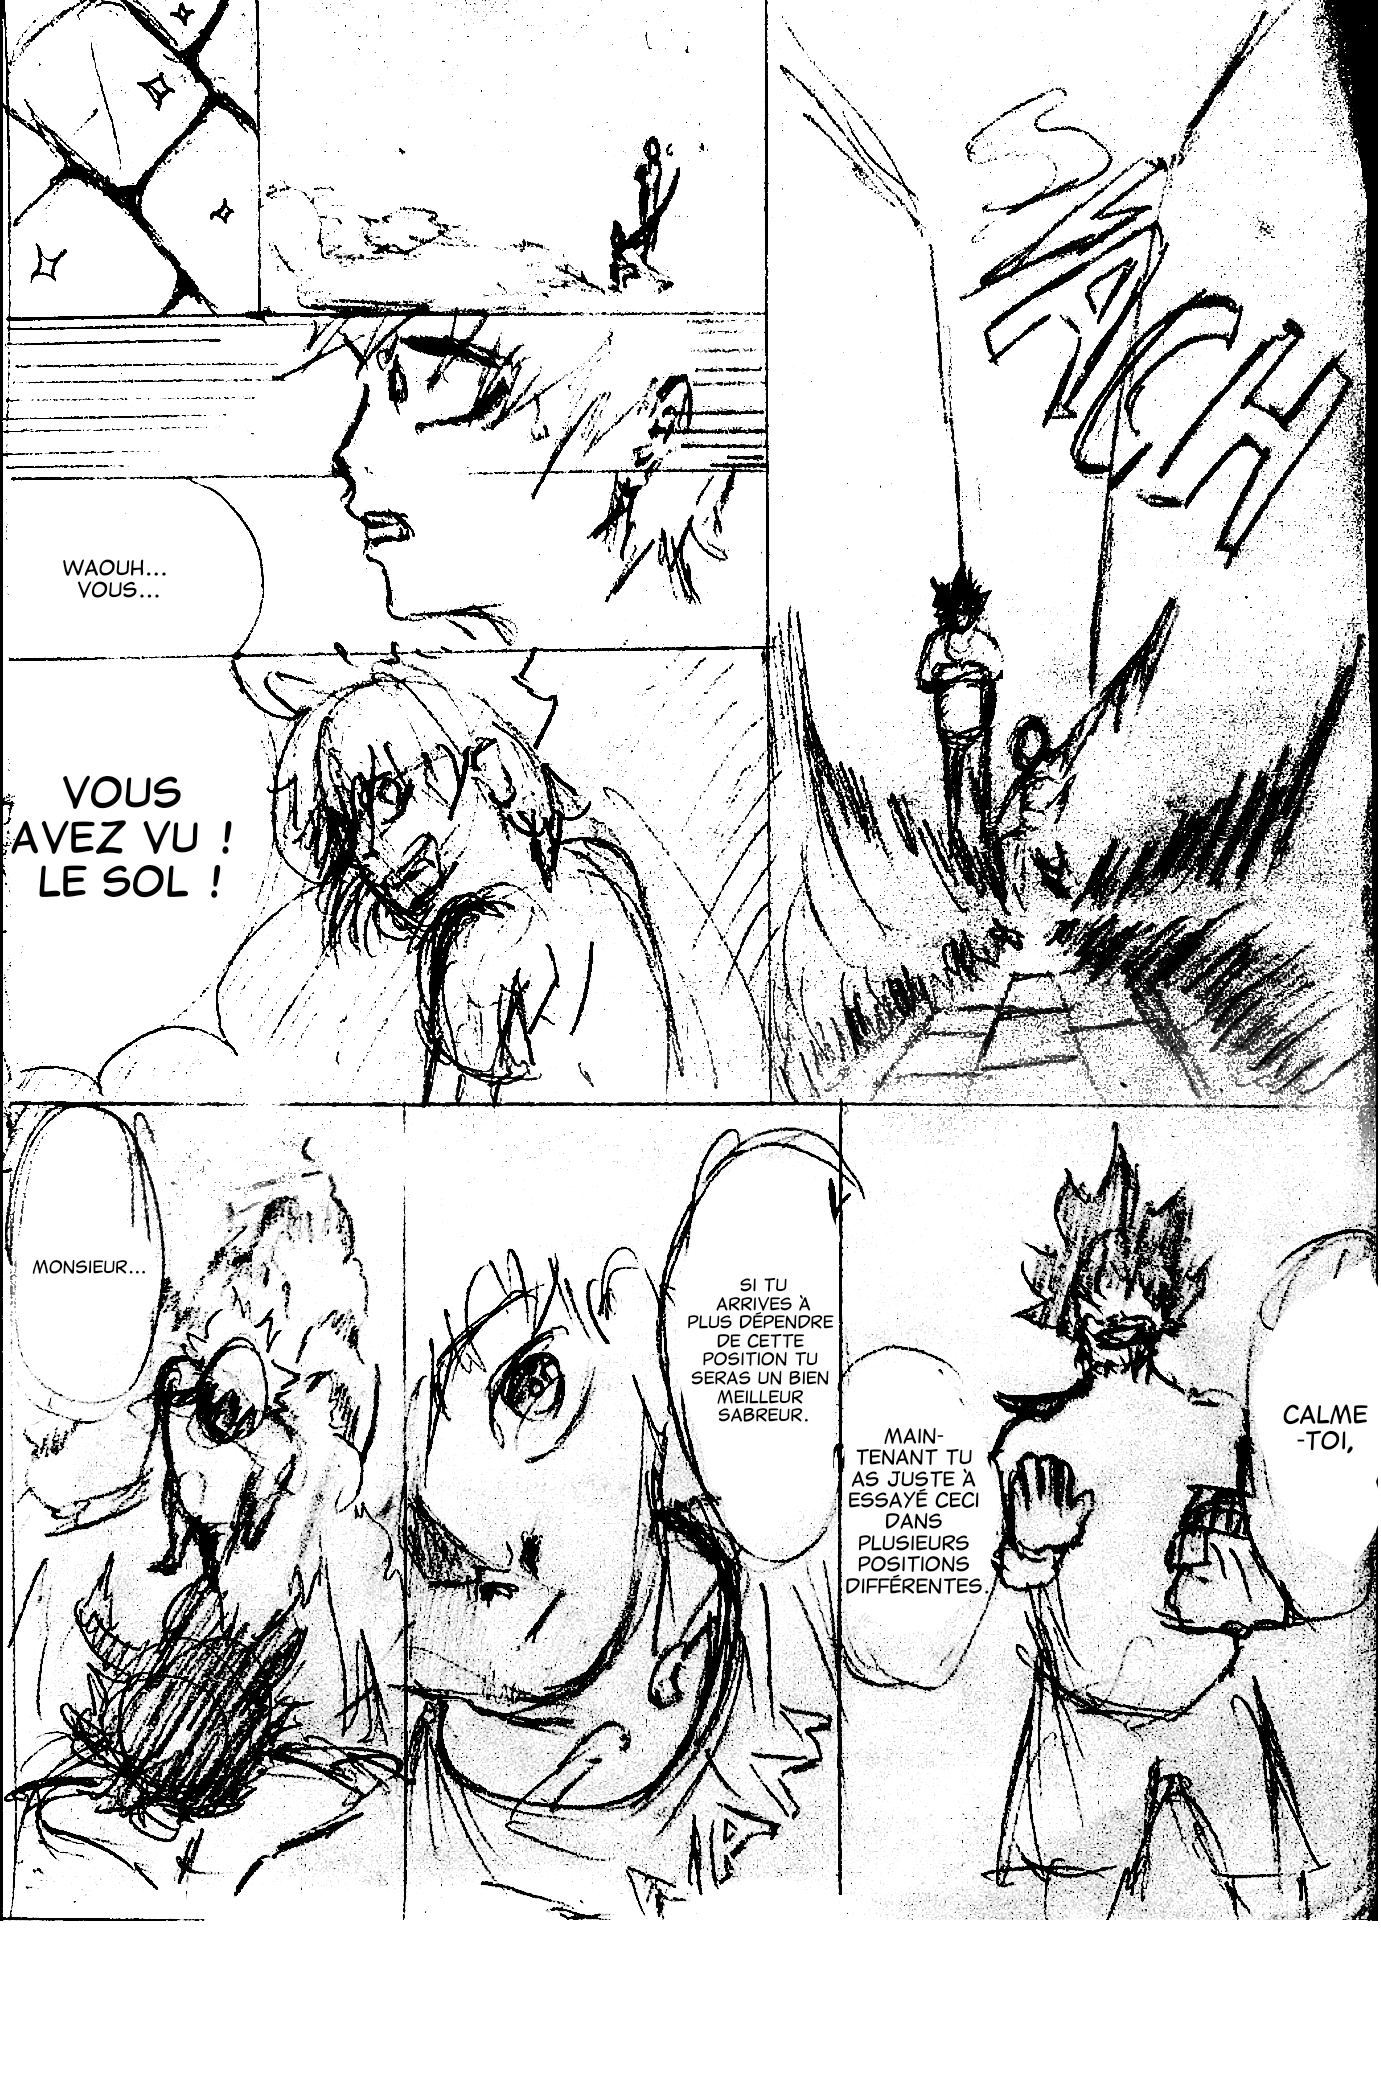 SWACH
WAOUH...
VOUS...
VOUS
AVEZ VU !
LE SOL !
CALME
-TOI,
MAIN-
TENANT TU
AS JUSTE À
ESSAYÉ CECI
DANS
PLUSIEURS
POSITIONS
DIFFÉRENTES.
SI TU
ARRIVES À
PLUS DÉPENDRE
DE CETTE
POSITION TU
SERAS UN BIEN
MEILLEUR
SABREUR.
MONSIEUR...